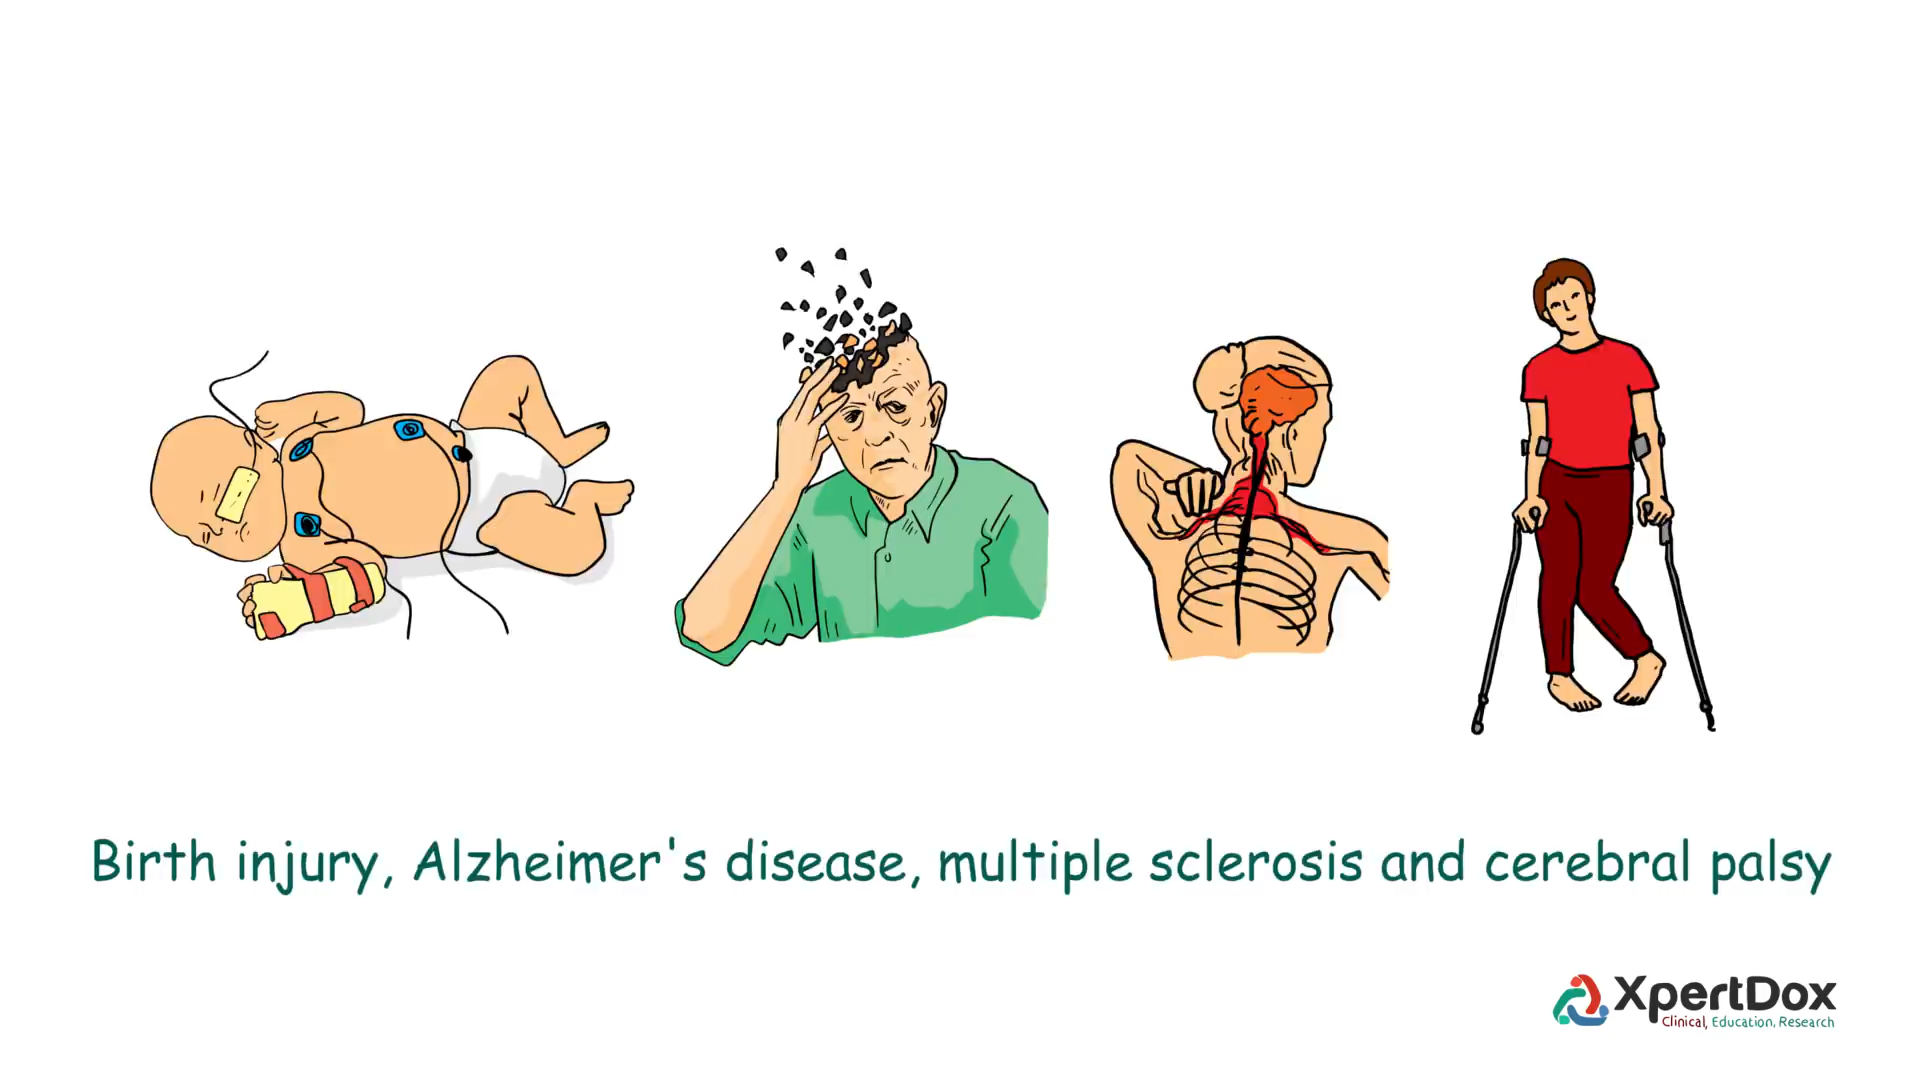 Birth injury, Alzheimer's disease, multiple sclerosis and cerebral palsy
XpertDox
Clinical, Education, Research